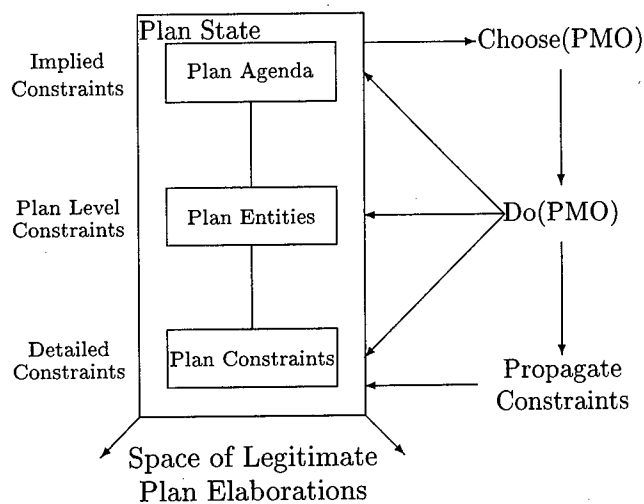 Plan State
Choose(PMO)
Implied
Constraints
Plan Agenda
Plan Level
Constraints
Plan Entities
Do(PMO)
Detailed
Constraints
Plan Constraints
Propagate
Constraints
Space of Legitimate
Plan Elaborations